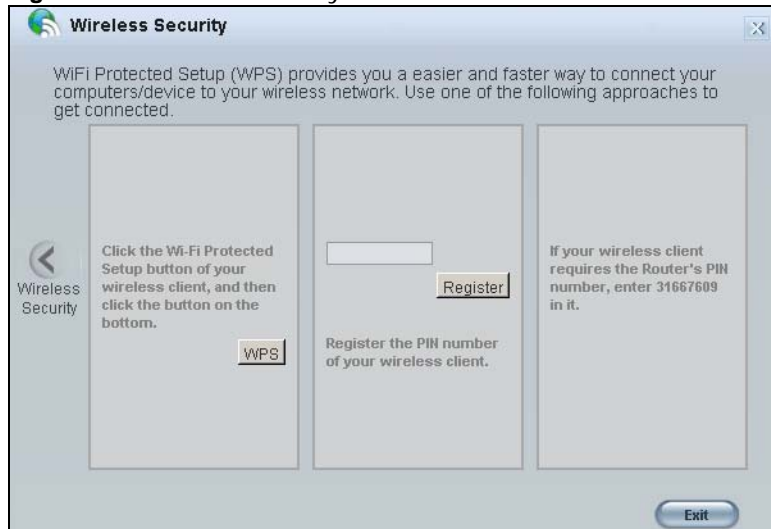 Wireless Security
WiFi Protected Setup (WPS) provides you a easier and faster way to connect your
computers/device to your wireless network. Use one of the following approaches to
get connected.
Wireless
Security
Click the Wi-Fi Protected
Setup button of your
wireless client, and then
click the button on the
bottom.
WPS
Register
Register the PIN number
of your wireless client.
If your wireless client
requires the Router's PIN
number, enter 31667609
in it.
Exit